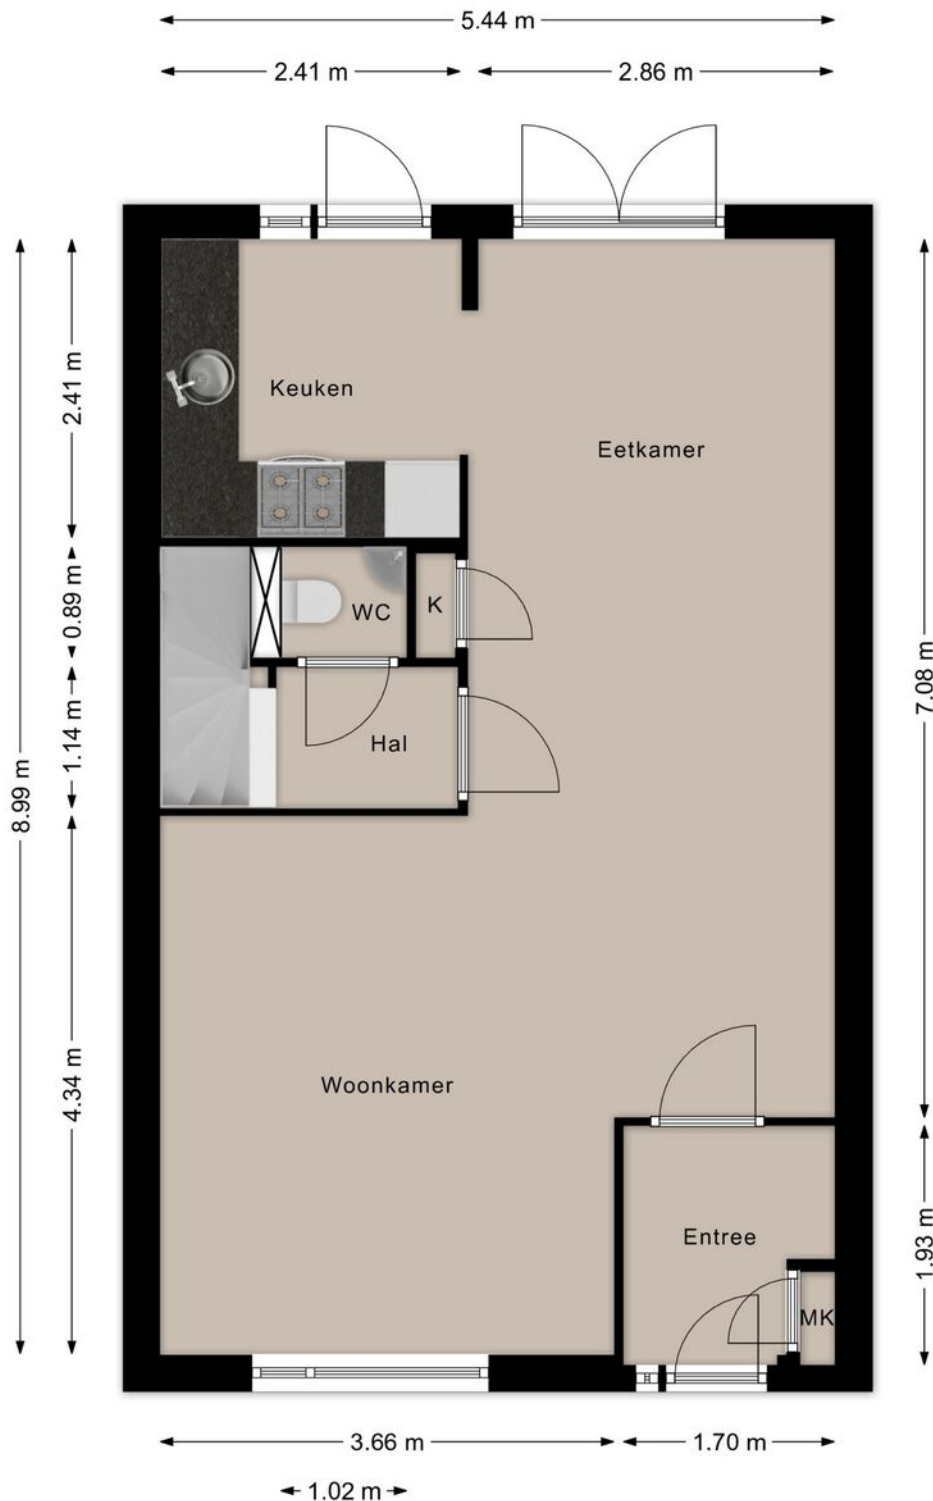 5.44 m
2.41 m
2.86 m
Keuken
Eetkamer
2.41 m
WC
K
0.89 m
Hal
1.14 m
7.08 m
8.99 m
Woonkamer
4.34 m
Entree
1.93 m
MK
3.66 m
1.70 m
1.02 m